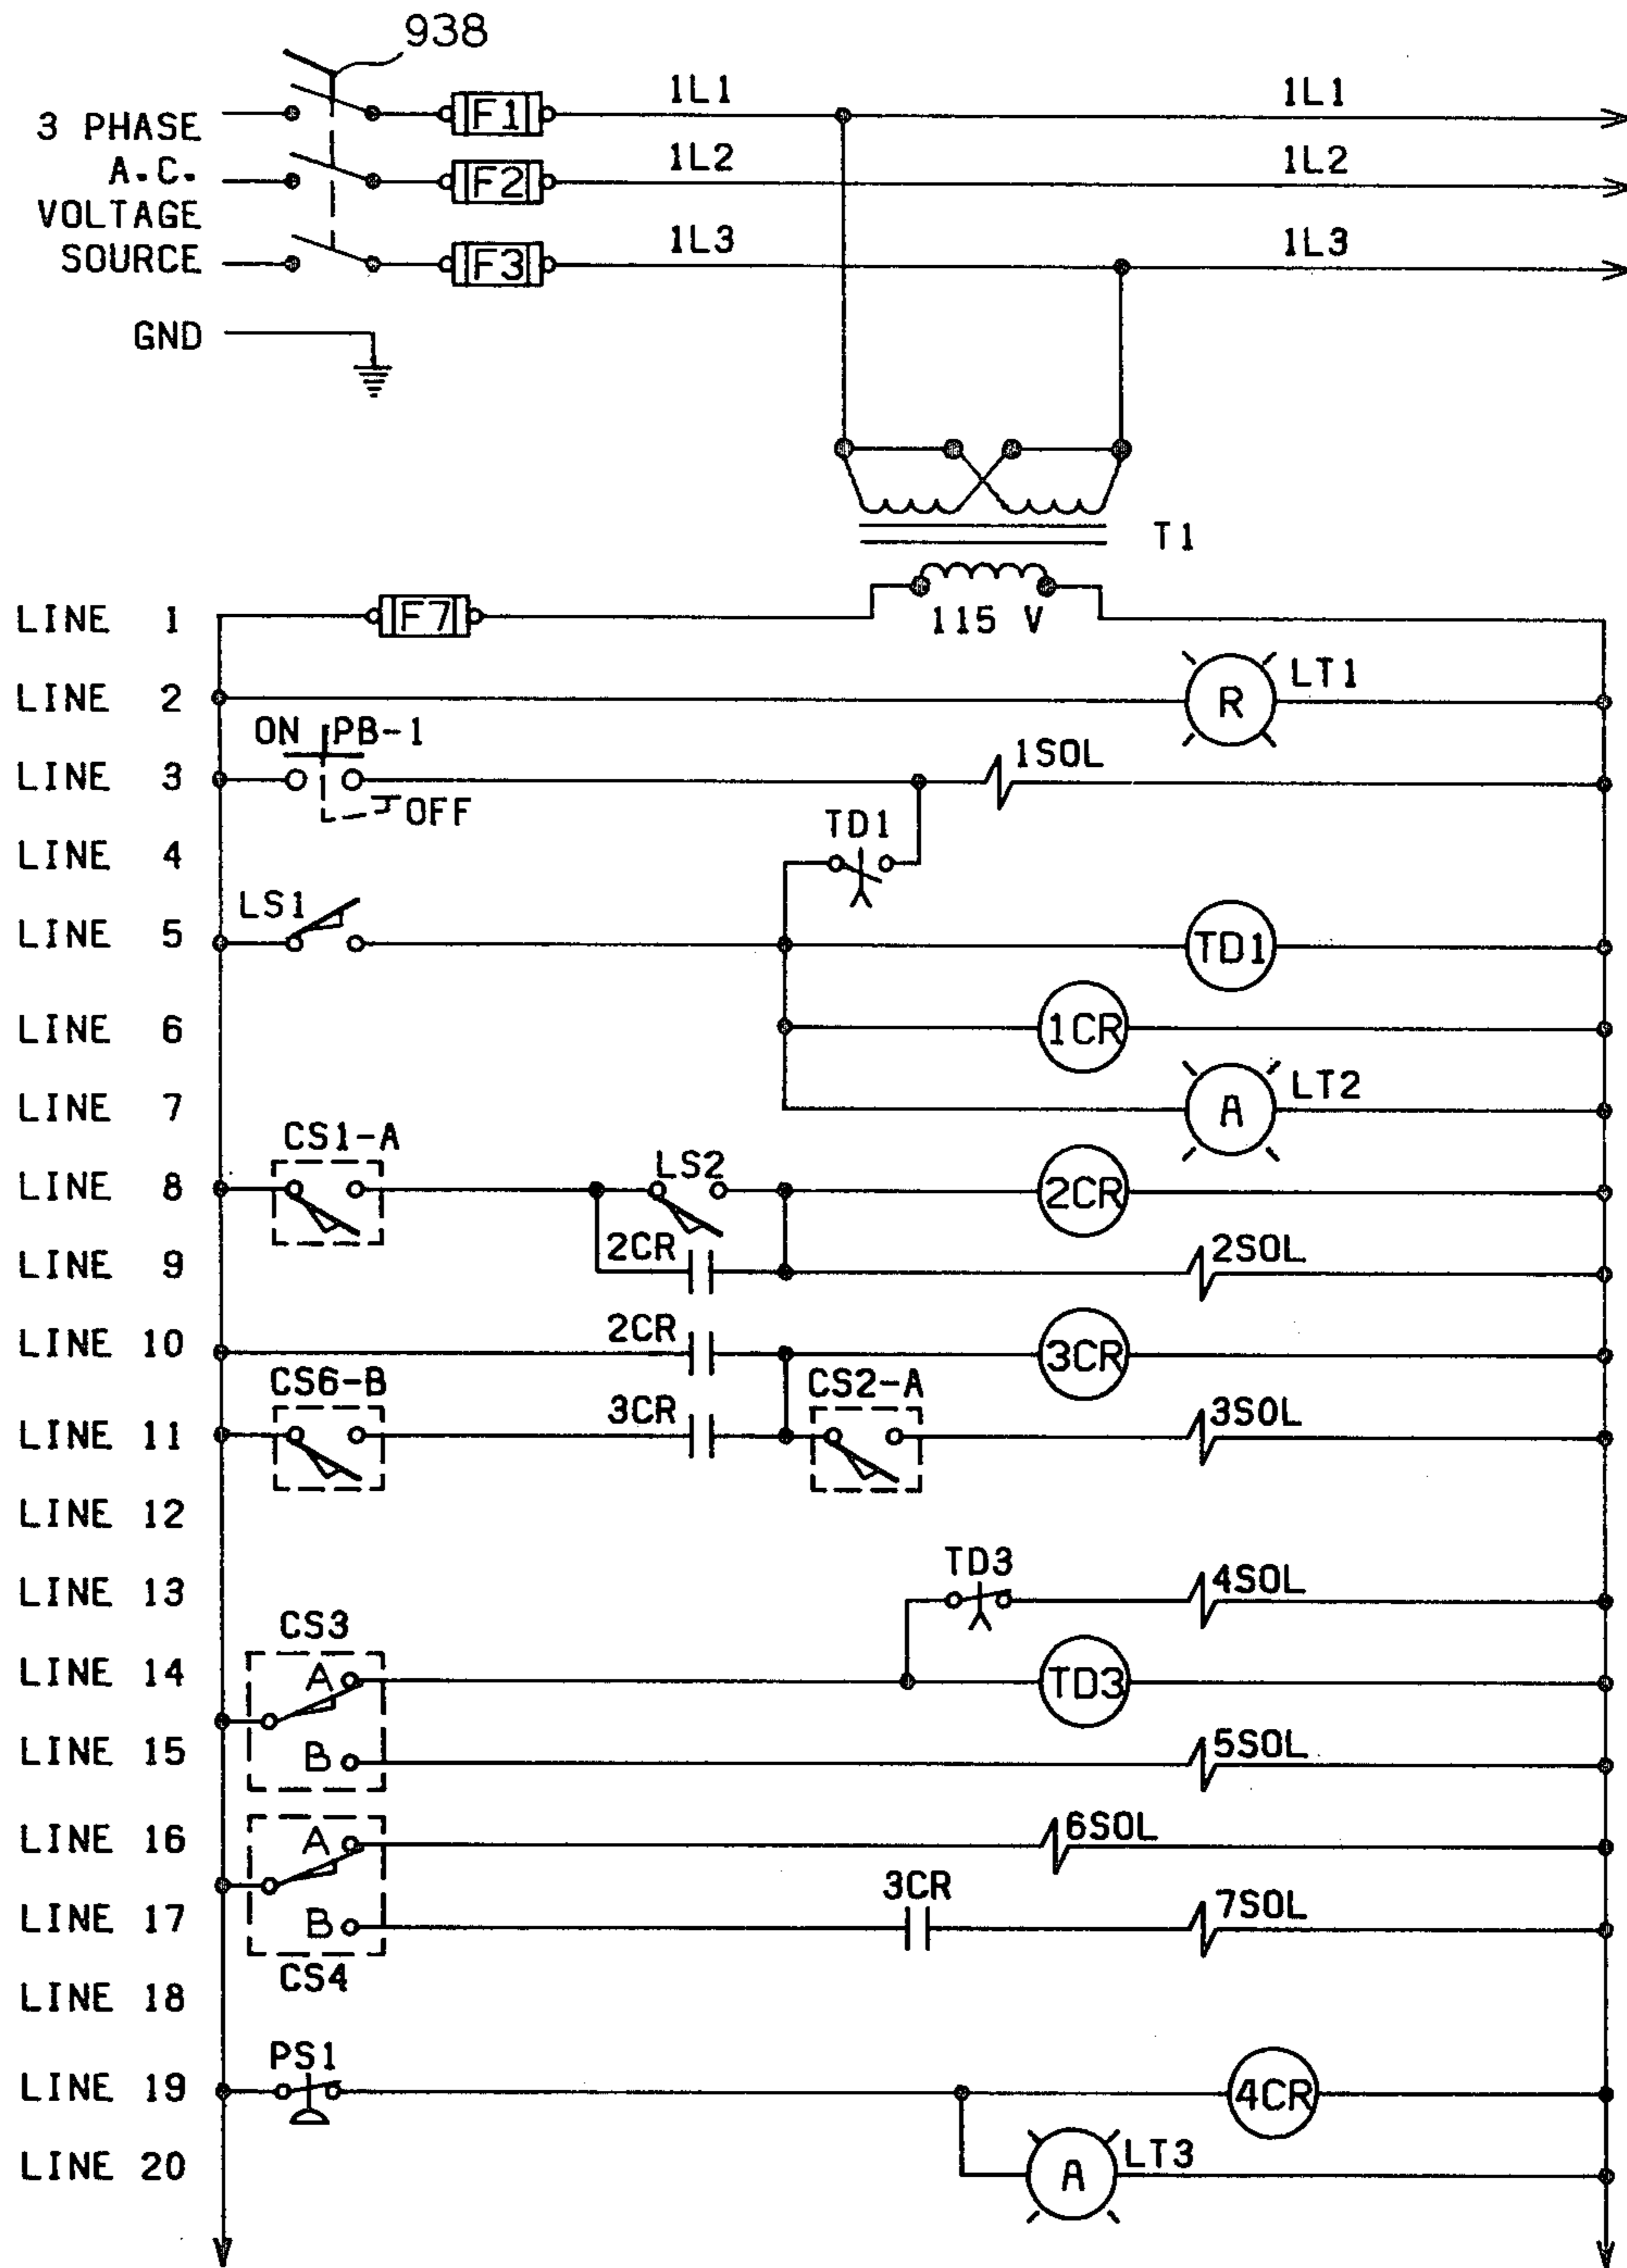 938
3 PHASE
A.C.
VOLTAGE
SOURCE
GND
F1 1L1 1L1
F2 1L2 1L2
F3 1L3 1L3
T1
LINE 1 F7 115 V
LINE 2 R LT1
ON PB-1
LINE 3 1SOL
OFF
LINE 4 TD1
LS1
LINE 5 TD1
LINE 6 1CR
LINE 7 A LT2
CS1-A
LINE 8 LS2 2CR
LINE 9 2CR 2SOL
LINE 10 2CR 3CR
CS6-B CS2-A
LINE 11 3CR 3SOL
LINE 12
TD3
LINE 13 4SOL
CS3
LINE 14 A TD3
LINE 15 B 5SOL
LINE 16 A 6SOL
3CR
LINE 17 B 7SOL
CS4
LINE 18
PS1
LINE 19 4CR
LINE 20 A LT3